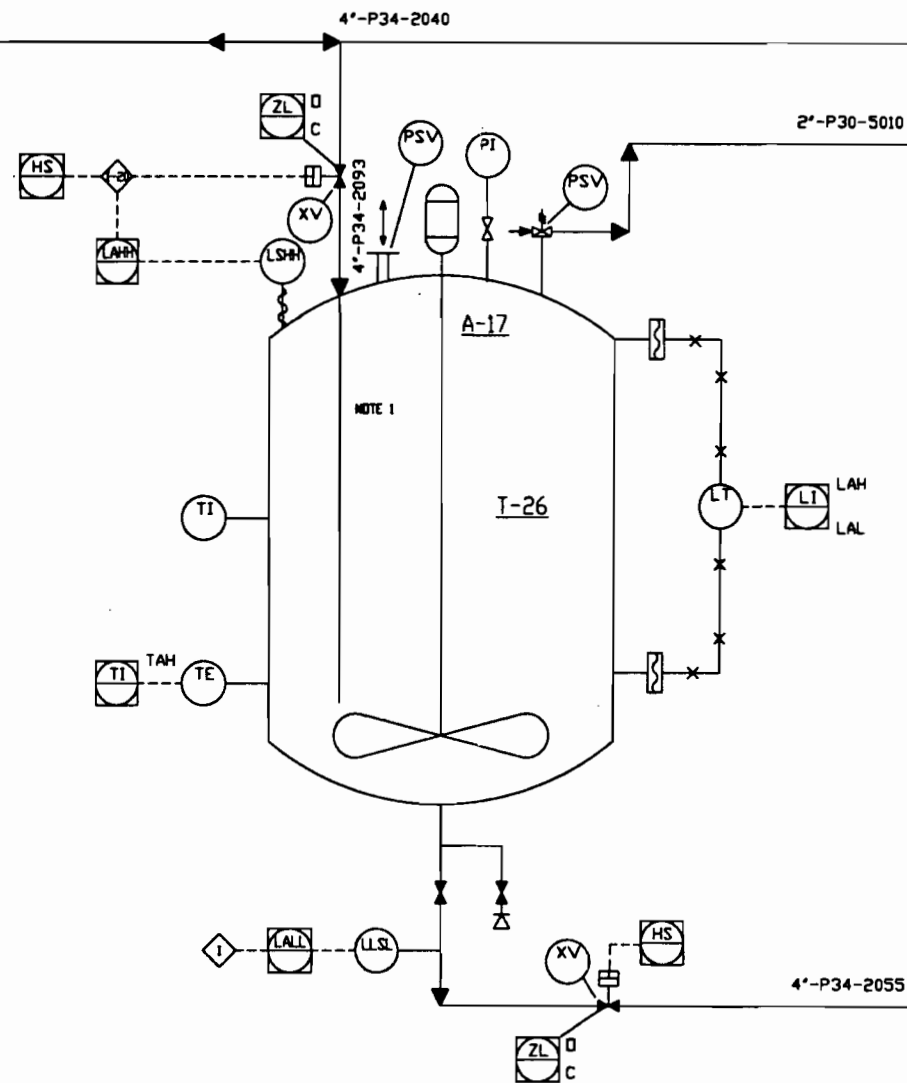 4"-P34-2040
ZL
O
C
2"-P30-5010
PSV
PI
HS
PSV
XV
4"-P34-2093
LAHH
LSHH
A-17
NOTE 1
T-26
TI
LT
LI
LAH
LAL
TAH
TI
TE
HS
I
LALL
LLSL
XV
4"-P34-2055
ZL
O
C